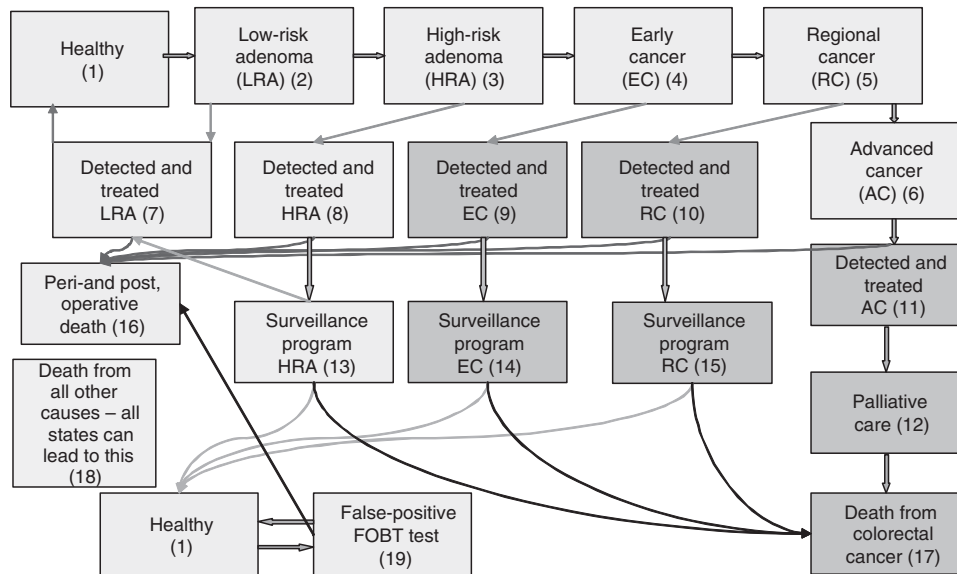 Healthy
(1)
Low-risk
adenoma
(LRA) (2)
High-risk
adenoma
(HRA) (3)
Early
cancer
(EC) (4)
Regional
cancer
(RC) (5)
Detected and
treated
LRA (7)
Detected and
treated
HRA (8)
Detected and
treated
EC (9)
Detected and
treated
RC (10)
Advanced
cancer
(AC) (6)
Peri-and post,
operative
death (16)
Surveillance
program
HRA (13)
Surveillance
program
EC (14)
Surveillance
program
RC (15)
Detected and
treated
AC (11)
Death from
all other
causes – all
states can
lead to this
(18)
Palliative
care (12)
Healthy
(1)
False-positive
FOBT test
(19)
Death from
colorectal
cancer (17)